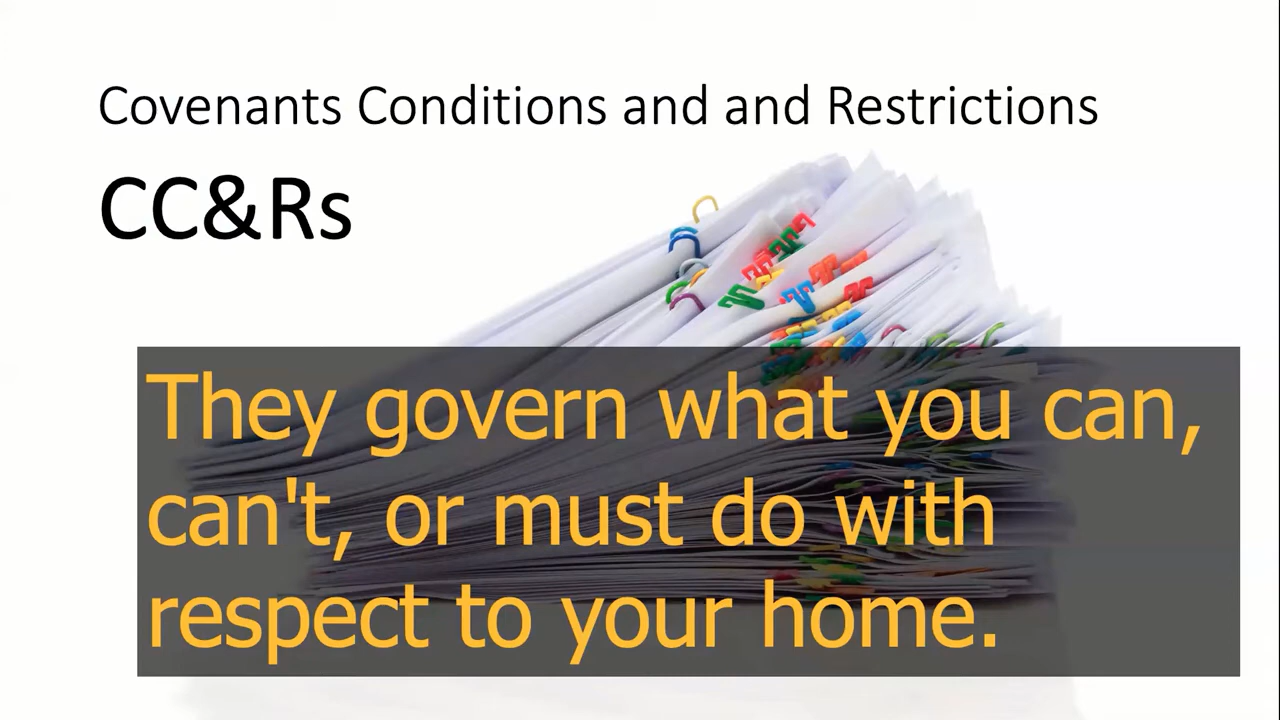 Covenants Conditions and and Restrictions
CC&Rs
They govern what you can,
can't, or must do with
respect to your home.